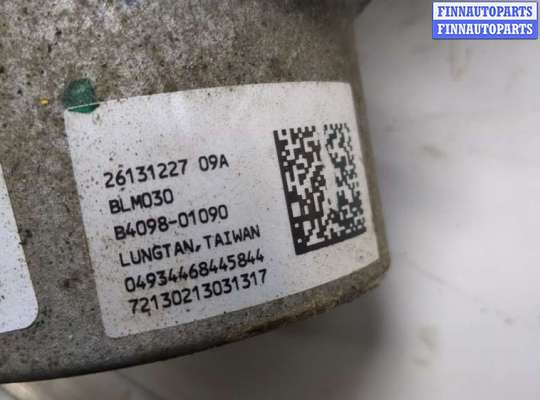 FINNAUTOPARTS
FINNAUTOPARTS
26131227 09A
BLM030
B4098-01090
LUNGTAN, TAIWAN
04934468445844
72130213031317